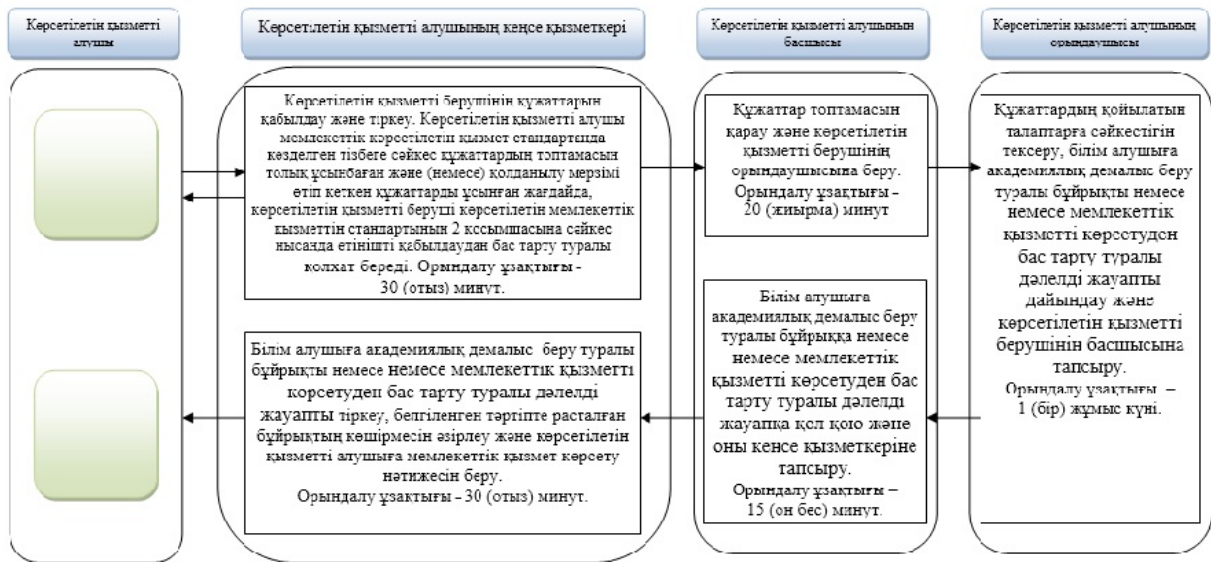 Көрсетілетін қызметті
алушы
Көрсетілетін қызметті алушының кеңсе қызметкері
Көрсетілетін қызметті алушының
басшысы
Көрсетілетін қызметті алушының
орындаушысы
Көрсетілетін қызметті берушінің құжаттарын
қабылдау және тіркеу. Көрсетілетін қызметті алушы
мемлекеттік көрсетілетін қызмет стандартында
көзделген тізбеге сәйкес құжаттардың топтамасын
толық ұсынбаған және (немесе) қолданылу мерзімі
өтіп кеткен құжаттарды ұсынған жағдайда,
көрсетілетін қызметті беруші көрсетілетін мемлекеттік
қызметтің стандартының 2 қссымшасына сәйкес
нысанда өтінішті қабылдаудан бас тарту туралы
қолхат береді. Орындалу ұзақтығы -
30 (отыз) минут.
Құжаттар топтамасын
қарау және көрсетілетін
қызметті берушінің
орындаушысына беру.
Орындалу ұзақтығы -
20 (жиырма) минут
Құжаттардың қойылатын
талаптарға сәйкестігін
тексеру, білім алушыға
академиялық демалыс беру
туралы бұйрықты немесе
немесе мемлекеттік
қызметті көрсетуден
бас тарту туралы
дәлелді жауапты
дайындау және
көрсетілетін қызметті
берушінің басшысына
тапсыру.
Орындалу ұзақтығы –
1 (бір) жұмыс күні.
Білім алушыға академиялық демалыс беру туралы
бұйрықты немесе немесе мемлекеттік қызметті
көрсетуден бас тарту туралы дәлелді
жауапты тіркеу, белгіленген тәртіпте расталған
бұйрықтың көшірмесін әзірлеу және көрсетілетін
қызметті алушыға мемлекеттік қызмет көрсету
нәтижесін беру.
Орындалу ұзақтығы - 30 (отыз) минут.
Білім алушыға
академиялық демалыс беру
туралы бұйрыққа немесе
немесе мемлекеттік
қызметті көрсетуден бас
тарту туралы дәлелді
жауапқа қол қою және
оны кеңсе қызметкеріне
тапсыру.
Орындалу ұзақтығы –
15 (он бес) минут.